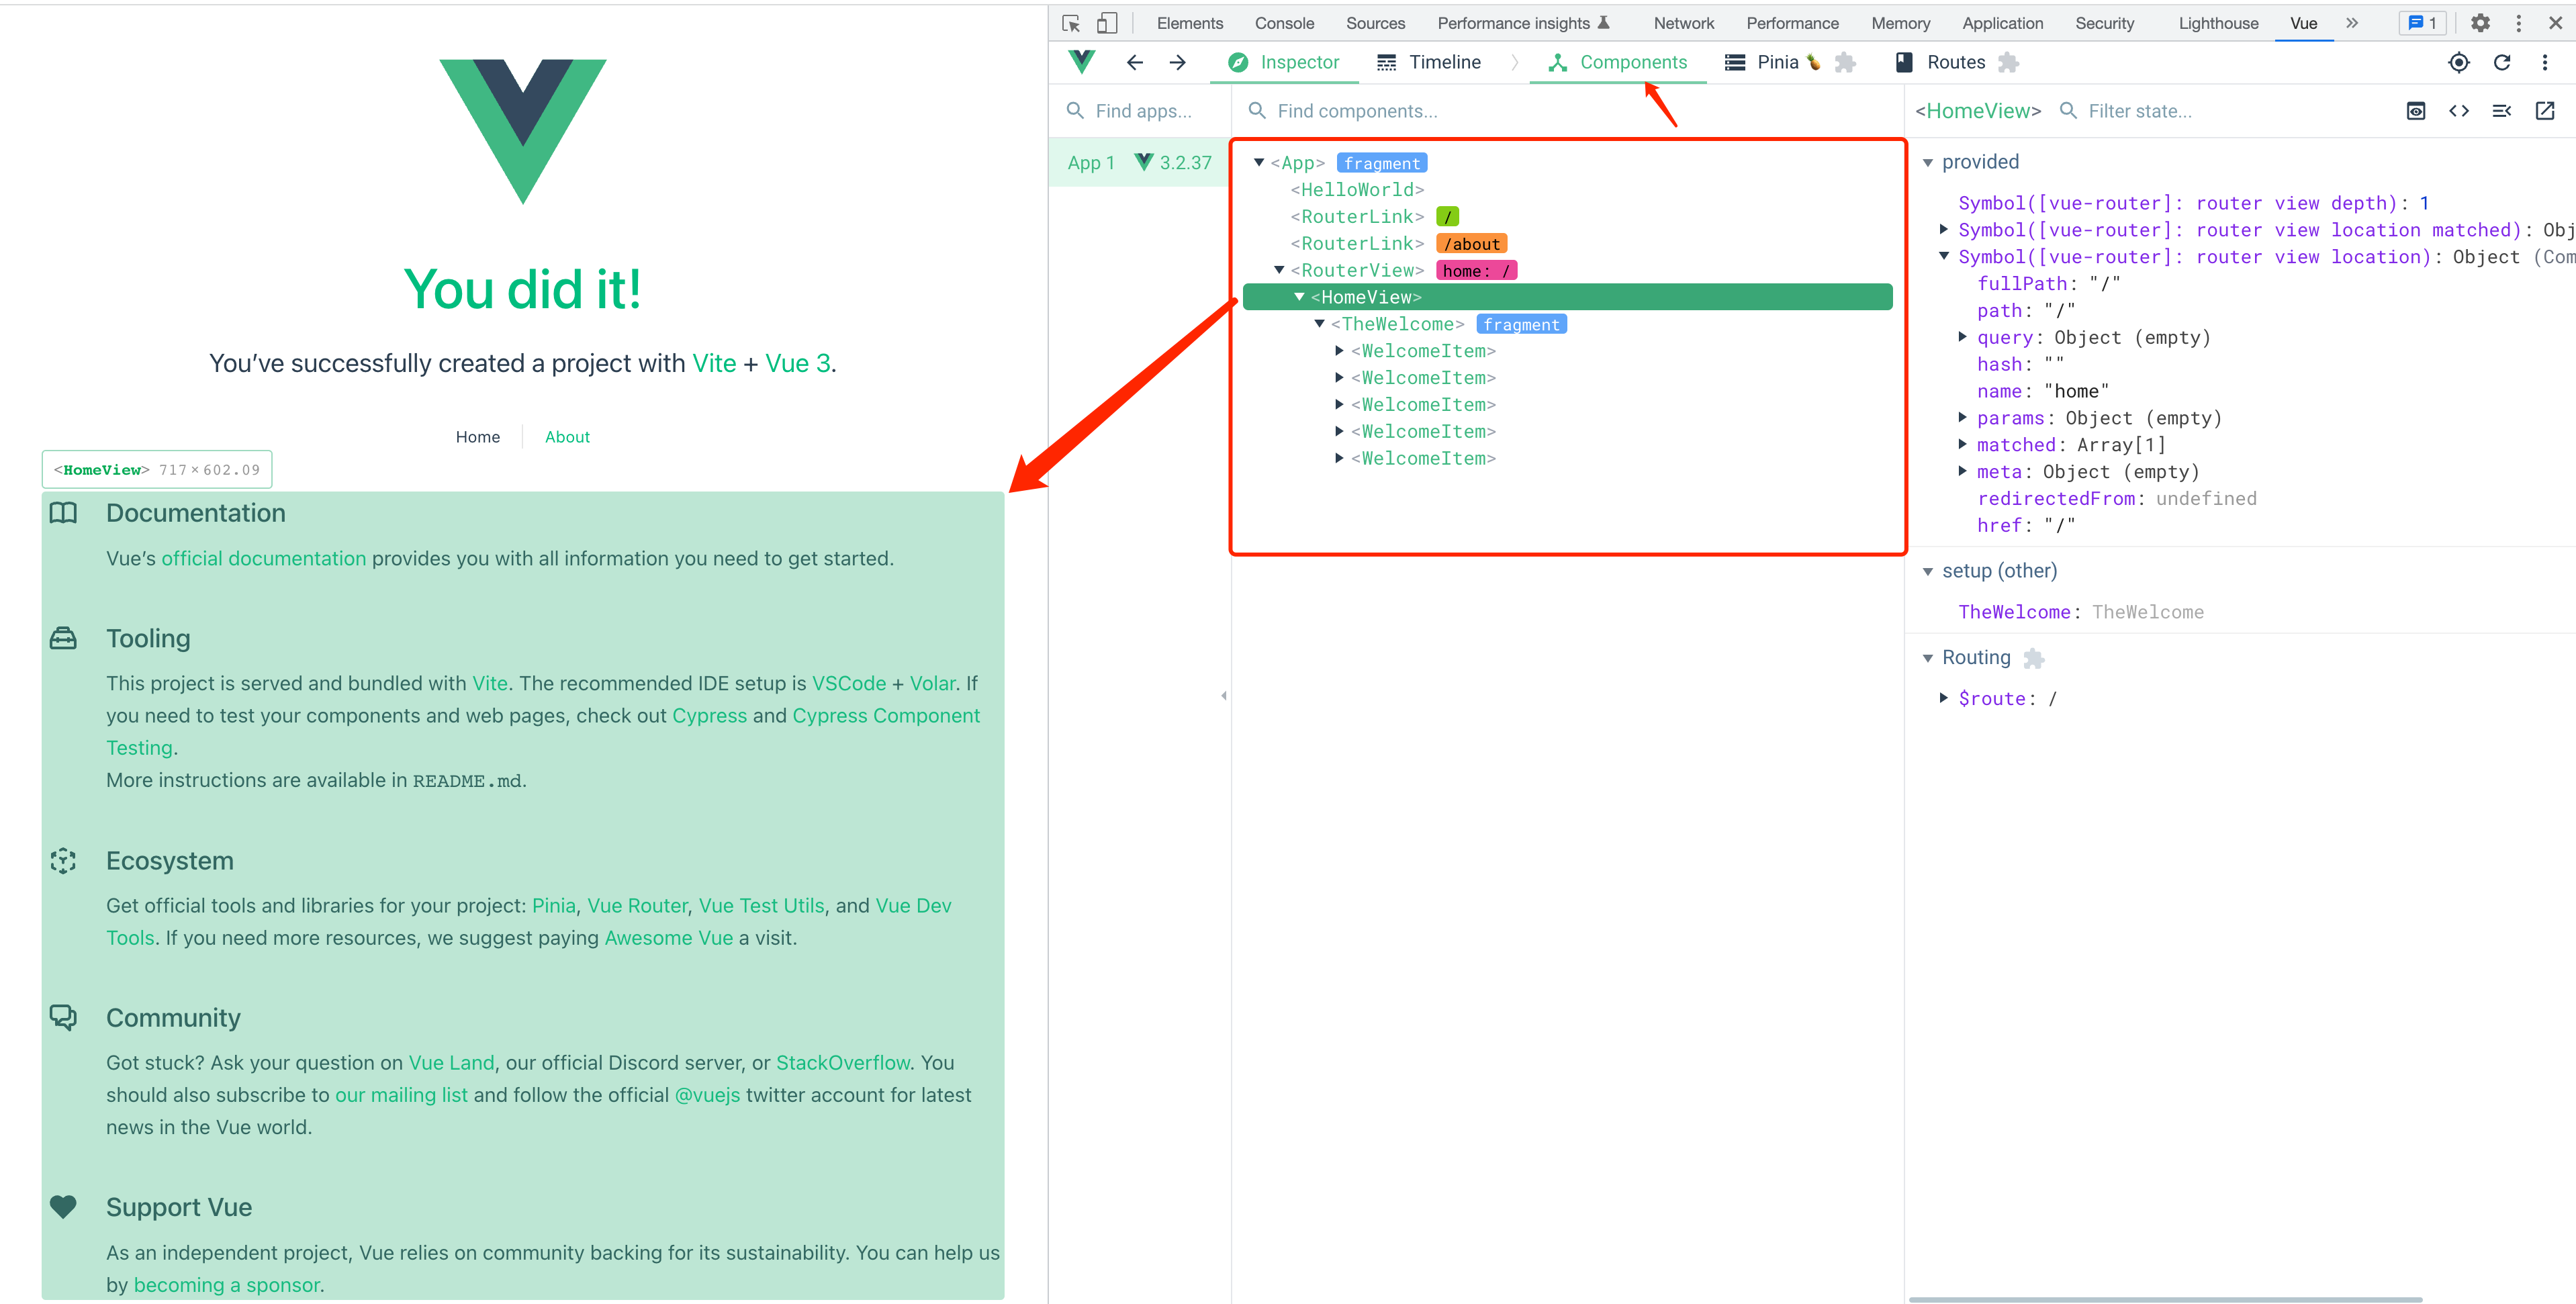 You did it!
You’ve successfully created a project with Vite + Vue 3.
Home
About
<HomeView> 717 × 602.09
Documentation
Vue’s official documentation provides you with all information you need to get started.
Tooling
This project is served and bundled with Vite. The recommended IDE setup is VSCode + Volar. If
you need to test your components and web pages, check out Cypress and Cypress Component
Testing.
More instructions are available in README.md.
Ecosystem
Get official tools and libraries for your project: Pinia, Vue Router, Vue Test Utils, and Vue Dev
Tools. If you need more resources, we suggest paying Awesome Vue a visit.
Community
Got stuck? Ask your question on Vue Land, our official Discord server, or StackOverflow. You
should also subscribe to our mailing list and follow the official @vuejs twitter account for latest
news in the Vue world.
Support Vue
As an independent project, Vue relies on community backing for its sustainability. You can help us
by becoming a sponsor.
Elements Console Sources Performance insights Network Performance Memory Application Security Lighthouse Vue 1
Inspector Timeline Components Pinia 🍍 Routes
Find apps...
App 1 3.2.37
Find components...
<App> fragment
<HelloWorld>
<RouterLink> /
<RouterLink> /about
<RouterView> home: /
<HomeView>
<TheWelcome> fragment
<WelcomeItem>
<WelcomeItem>
<WelcomeItem>
<WelcomeItem>
<WelcomeItem>
<HomeView> Filter state...
provided
Symbol([vue-router]: router view depth): 1
Symbol([vue-router]: router view location matched): Obj
Symbol([vue-router]: router view location): Object (Com
fullPath: "/"
path: "/"
query: Object (empty)
hash: ""
name: "home"
params: Object (empty)
matched: Array[1]
meta: Object (empty)
redirectedFrom: undefined
href: "/"
setup (other)
TheWelcome: TheWelcome
Routing
$route: /